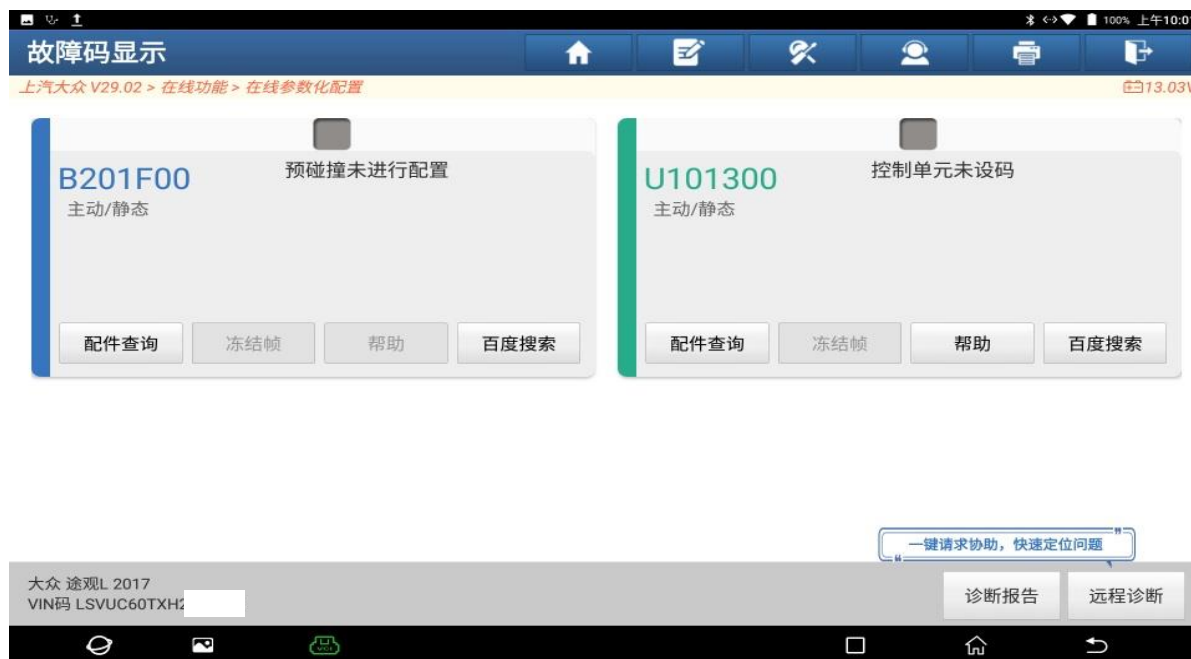 100% 上午10:0
故障码显示
上汽大众 V29.02 > 在线功能 > 在线参数化配置
13.03V
B201F00
预碰撞未进行配置
主动/静态
配件查询
冻结帧
帮助
百度搜索
U101300
控制单元未设码
主动/静态
配件查询
冻结帧
帮助
百度搜索
一键请求协助，快速定位问题
大众 途观L 2017
VIN码 LSVUC60TXH2
诊断报告
远程诊断
VCI